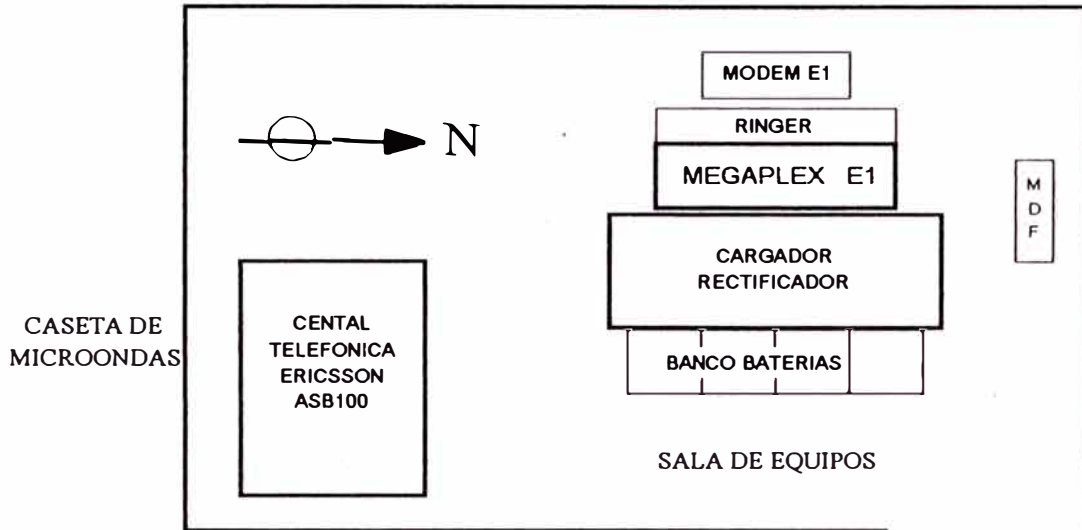 MODEM E1
RINGER
MEGAPLEX E1
N
M
D
F
CARGADOR
RECTIFICADOR
CASETA DE
MICROONDAS
CENTAL
TELEFONICA
ERICSSON
ASB100
BANCO BATERIAS
SALA DE EQUIPOS